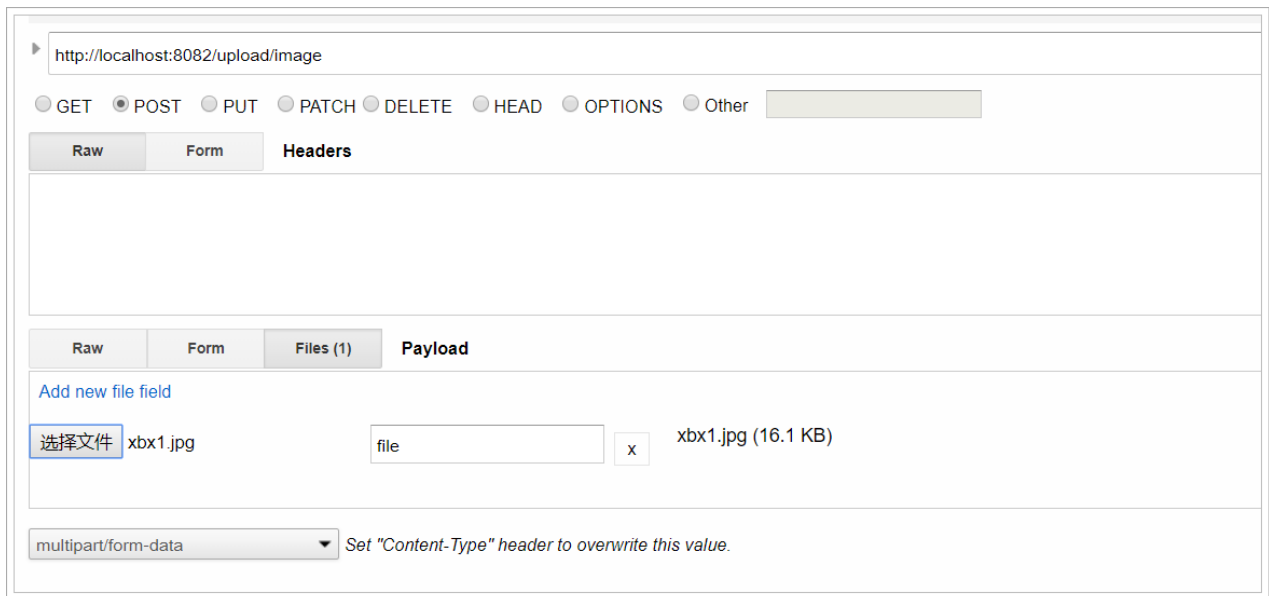 http://localhost:8082/upload/image
GET POST PUT PATCH DELETE HEAD OPTIONS Other
Raw Form Headers
Raw Form Files (1) Payload
Add new file field
选择文件 xbx1.jpg file x xbx1.jpg (16.1 KB)
multipart/form-data Set "Content-Type" header to overwrite this value.